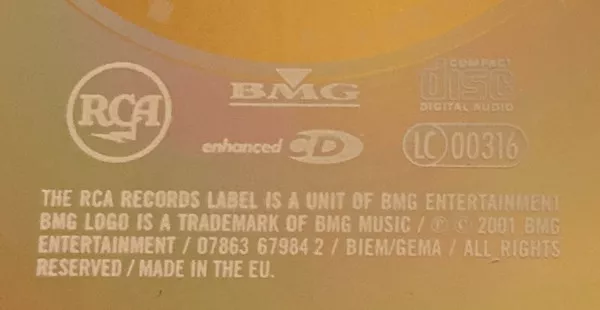 RCA
BMG
COMPACT
disc
DIGITAL AUDIO
enhanced CD
LC 00316
THE RCA RECORDS LABEL IS A UNIT OF BMG ENTERTAINMENT
BMG LOGO IS A TRADEMARK OF BMG MUSIC / ℗ © 2001 BMG
ENTERTAINMENT / 07863 67984 2 / BIEM/GEMA / ALL RIGHTS
RESERVED / MADE IN THE EU.